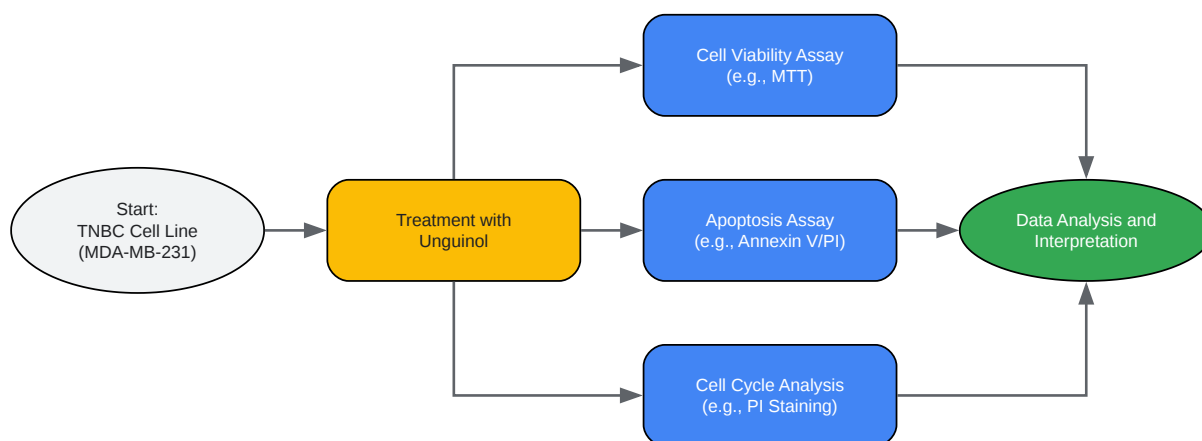 Start:
TNBC Cell Line
(MDA-MB-231)
Treatment with
Unguinol
Cell Viability Assay
(e.g., MTT)
Apoptosis Assay
(e.g., Annexin V/PI)
Cell Cycle Analysis
(e.g., PI Staining)
Data Analysis and
Interpretation